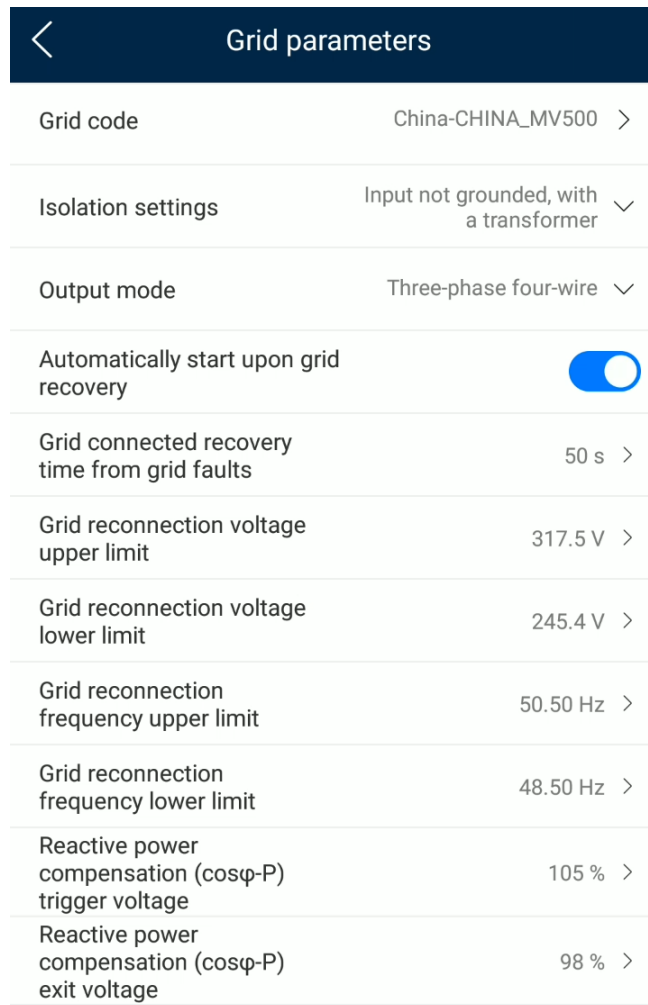 Grid parameters
Grid code
China-CHINA_MV500
Isolation settings
Input not grounded, with
a transformer
Output mode
Three-phase four-wire
Automatically start upon grid
recovery
Grid connected recovery
time from grid faults
50 s
Grid reconnection voltage
upper limit
317.5 V
Grid reconnection voltage
lower limit
245.4 V
Grid reconnection
frequency upper limit
50.50 Hz
Grid reconnection
frequency lower limit
48.50 Hz
Reactive power
compensation (cosφ-P)
trigger voltage
105 %
Reactive power
compensation (cosφ-P)
exit voltage
98 %